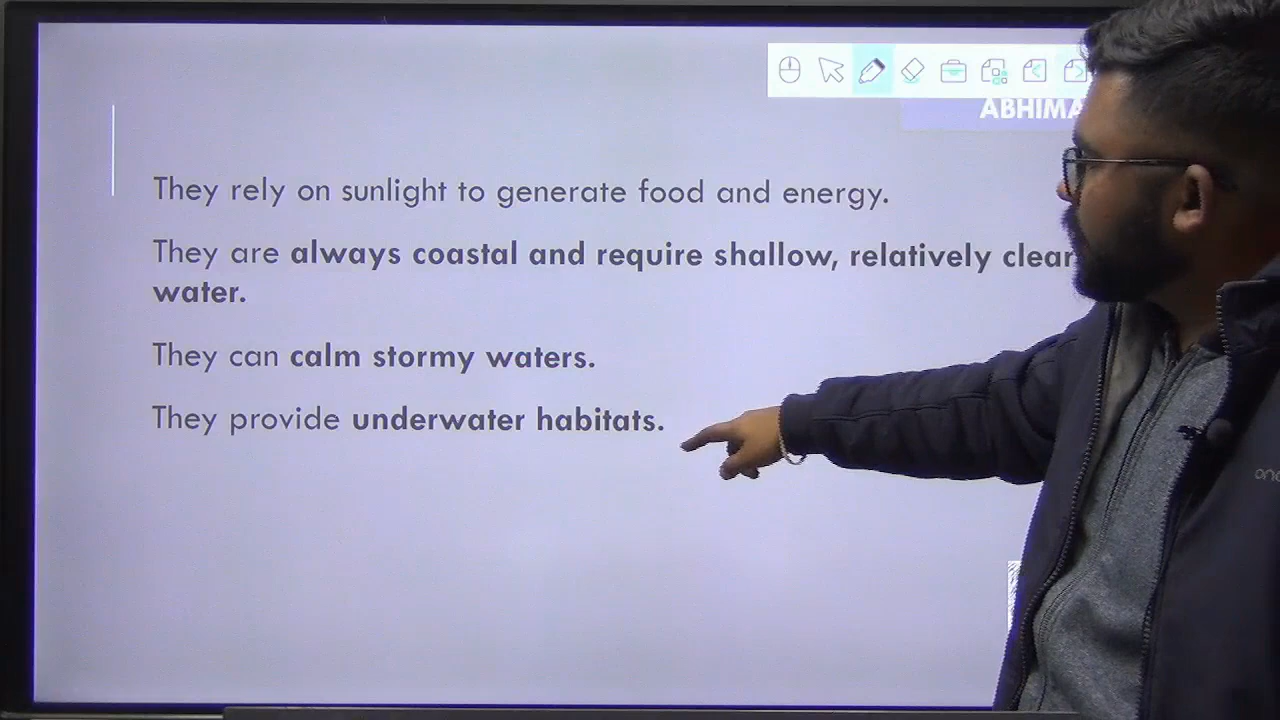 ABHIMA
They rely on sunlight to generate food and energy.
They are always coastal and require shallow, relatively clear
water.
They can calm stormy waters.
They provide underwater habitats.